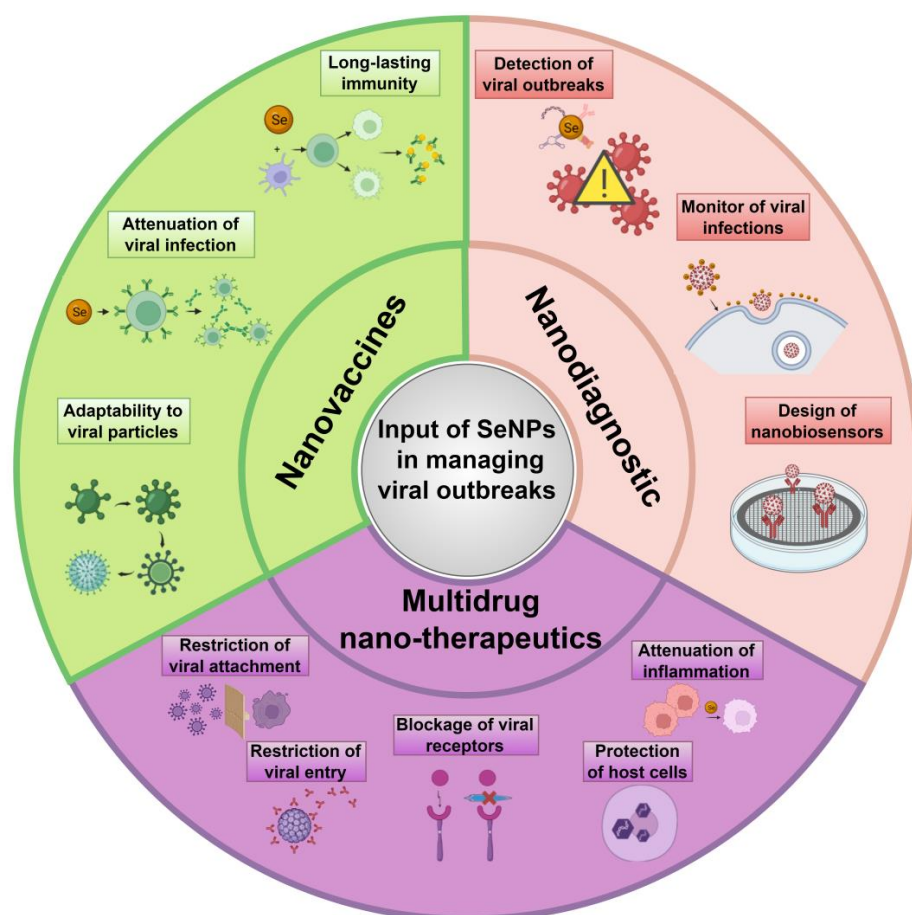 Long-lasting
immunity
Se
+
Attenuation of
viral infection
Se
Adaptability to
viral particles
Nanovaccines
Detection of
viral outbreaks
Se
!
Monitor of viral
infections
Design of
nanobiosensors
Nanodiagnostic
Input of SeNPs
in managing
viral outbreaks
Multidrug
nano-therapeutics
Restriction of
viral attachment
Restriction of
viral entry
Blockage of viral
receptors
Attenuation of
inflammation
Se
Protection
of host cells